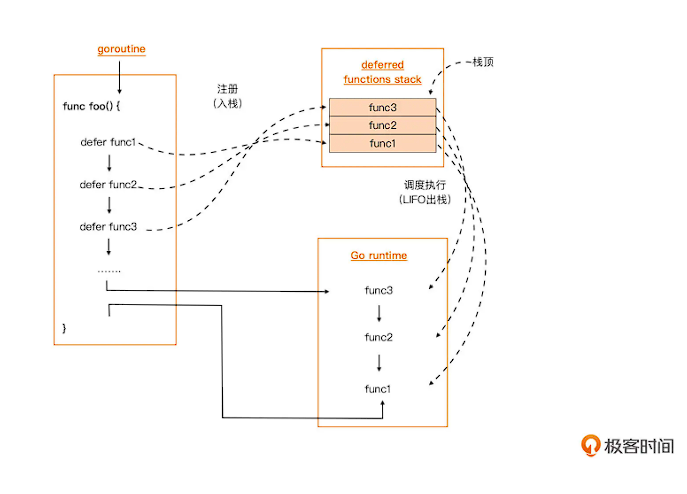 goroutine
func foo() {
defer func1
defer func2
defer func3
.......
}
注册
（入栈）
deferred
functions stack
栈顶
func3
func2
func1
调度执行
（LIFO出栈）
Go runtime
func3
func2
func1
极客时间